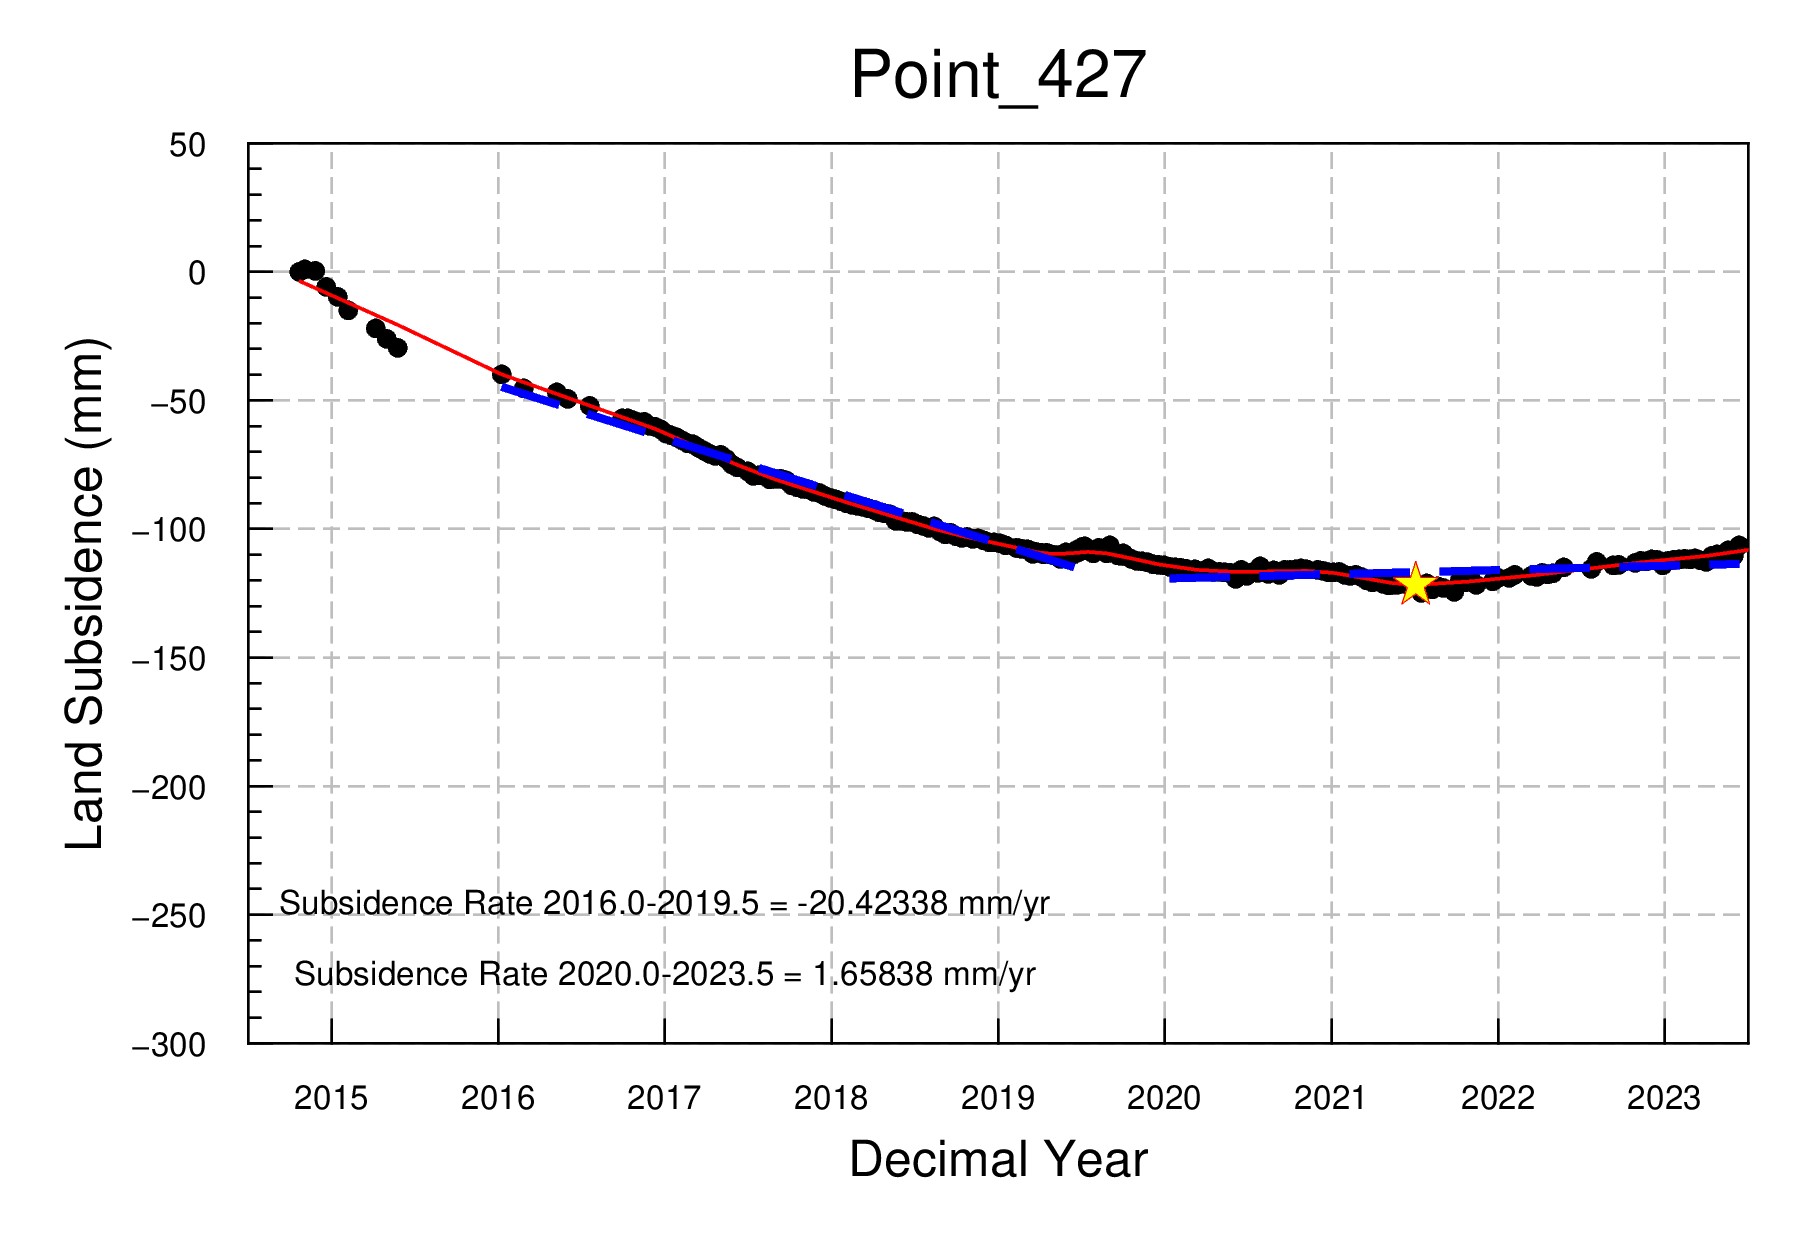 Point_427
50
0
−50
−100
−150
−200
−250
−300
Land Subsidence (mm)
Subsidence Rate 2016.0-2019.5 = -20.42338 mm/yr
Subsidence Rate 2020.0-2023.5 = 1.65838 mm/yr
2015 2016 2017 2018 2019 2020 2021 2022 2023
Decimal Year